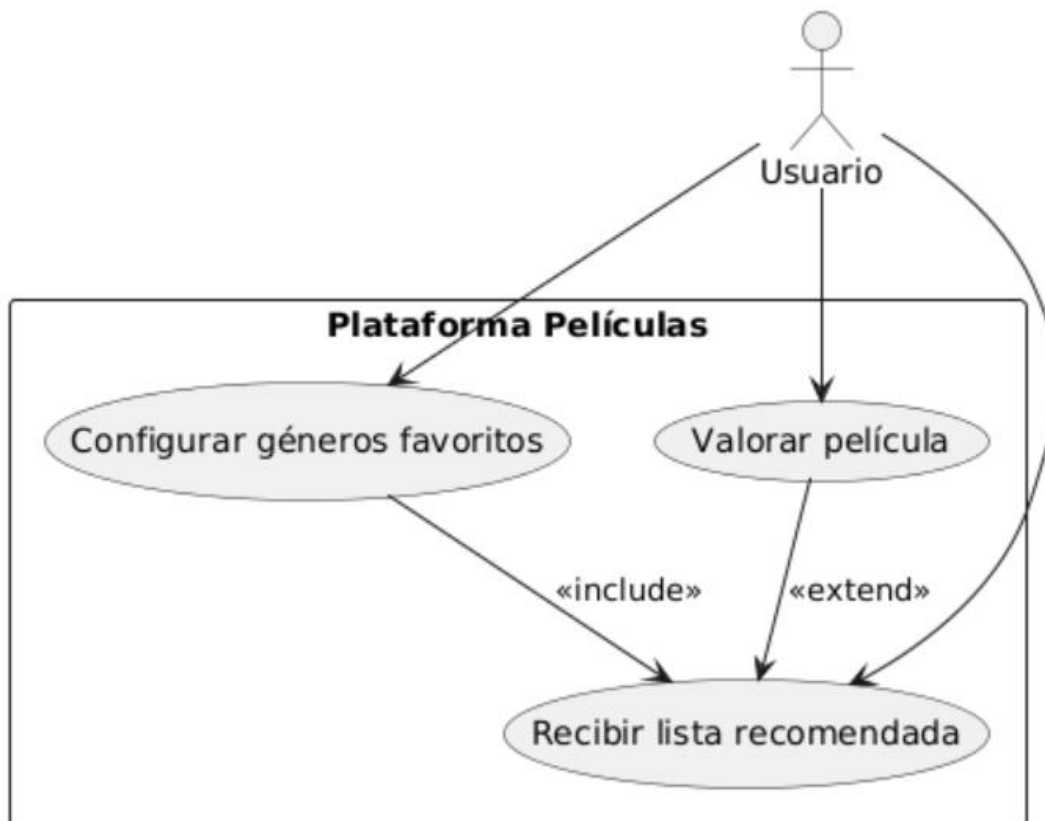 Usuario
Plataforma Películas
Configurar géneros favoritos
Valorar película
«include»
«extend»
Recibir lista recomendada